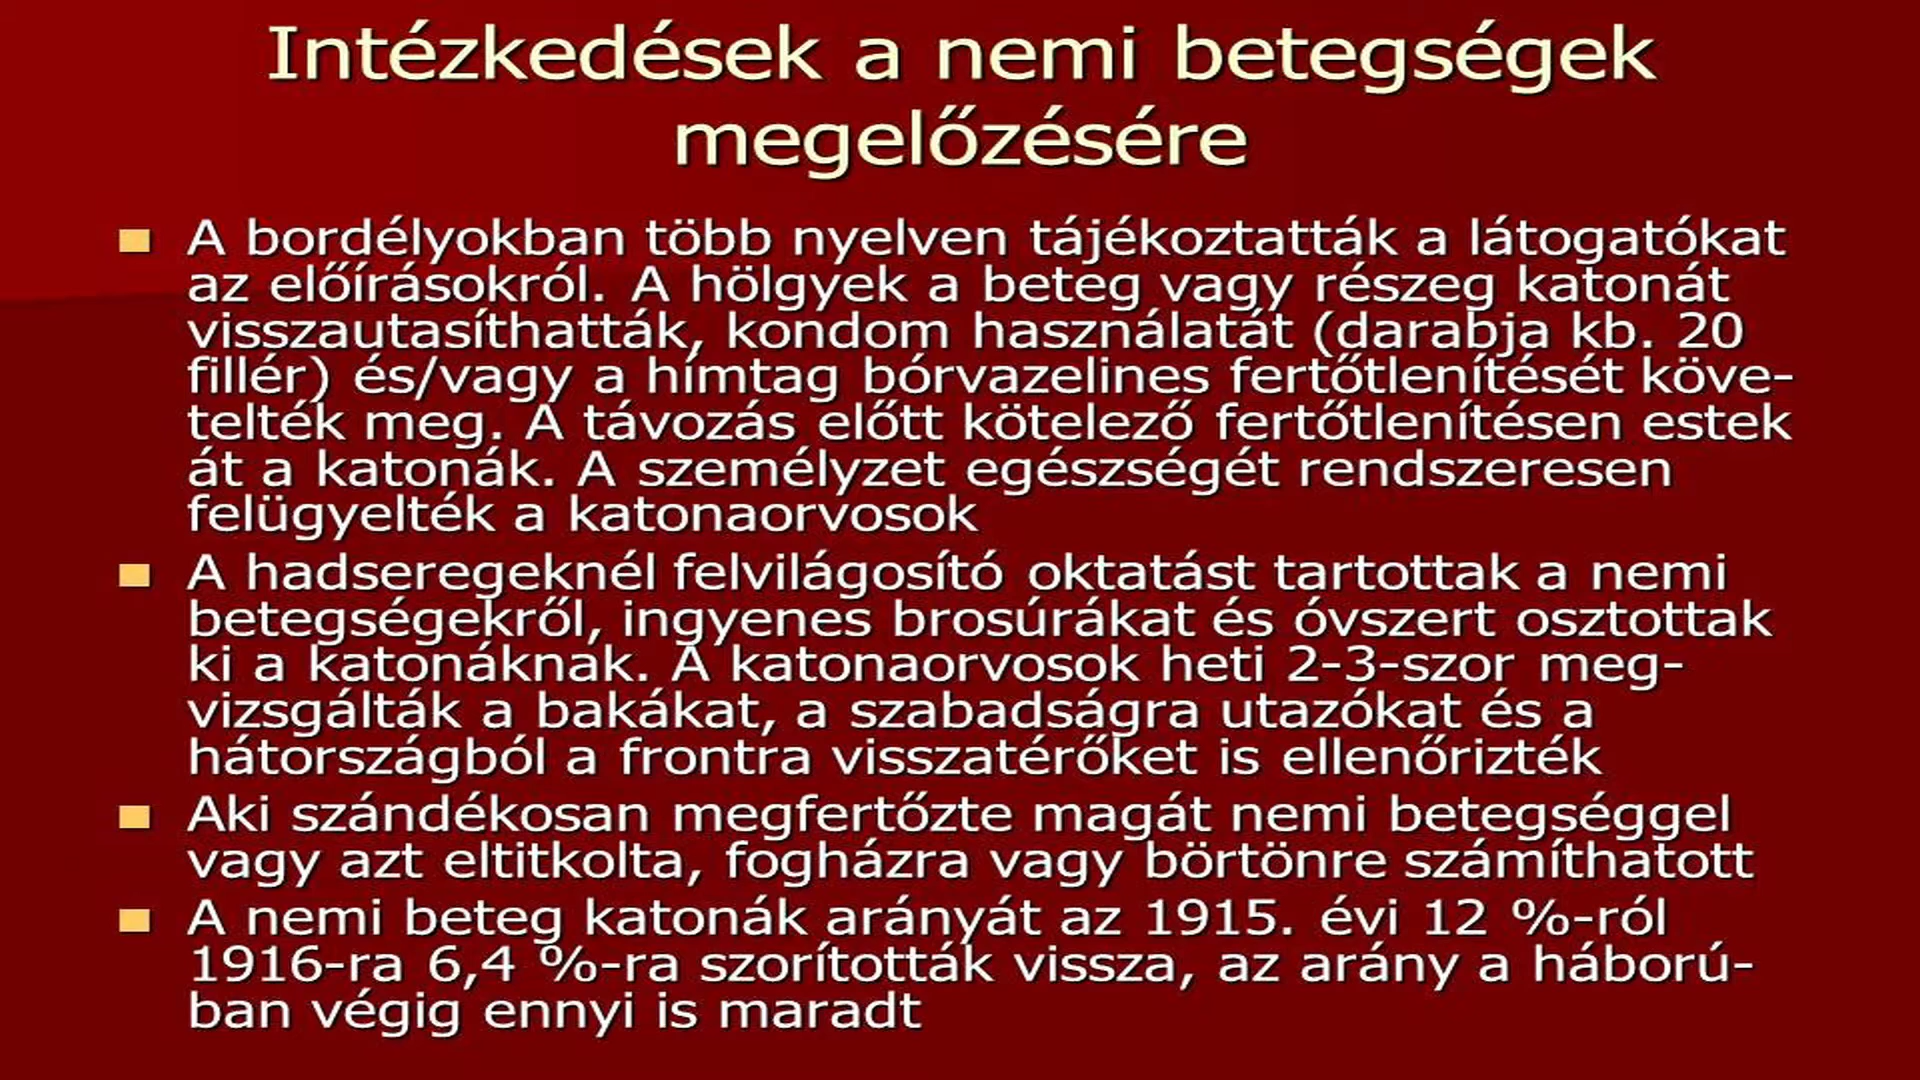 Intézkedések a nemi betegségek
megelőzésére
A bordélyokban több nyelven tájékoztatták a látogatókat
az előírásokról. A hölgyek a beteg vagy részeg katonát
visszautasíthatták, kondom használatát (darabja kb. 20
fillér) és/vagy a hímtag bórvazelines fertőtlenítését köve-
telték meg. A távozás előtt kötelező fertőtlenítésen estek
át a katonák. A személyzet egészségét rendszeresen
felügyelték a katonaorvosok
A hadseregeknél felvilágosító oktatást tartottak a nemi
betegségekről, ingyenes brosúrákat és óvszert osztottak
ki a katonáknak. A katonaorvosok heti 2-3-szor meg-
vizsgálták a bakákat, a szabadságra utazókat és a
hátországból a frontra visszatérőket is ellenőrizték
Aki szándékosan megfertőzte magát nemi betegséggel
vagy azt eltitkolta, fogházra vagy börtönre számíthatott
A nemi beteg katonák arányát az 1915. évi 12 %-ról
1916-ra 6,4 %-ra szorították vissza, az arány a háború-
ban végig ennyi is maradt